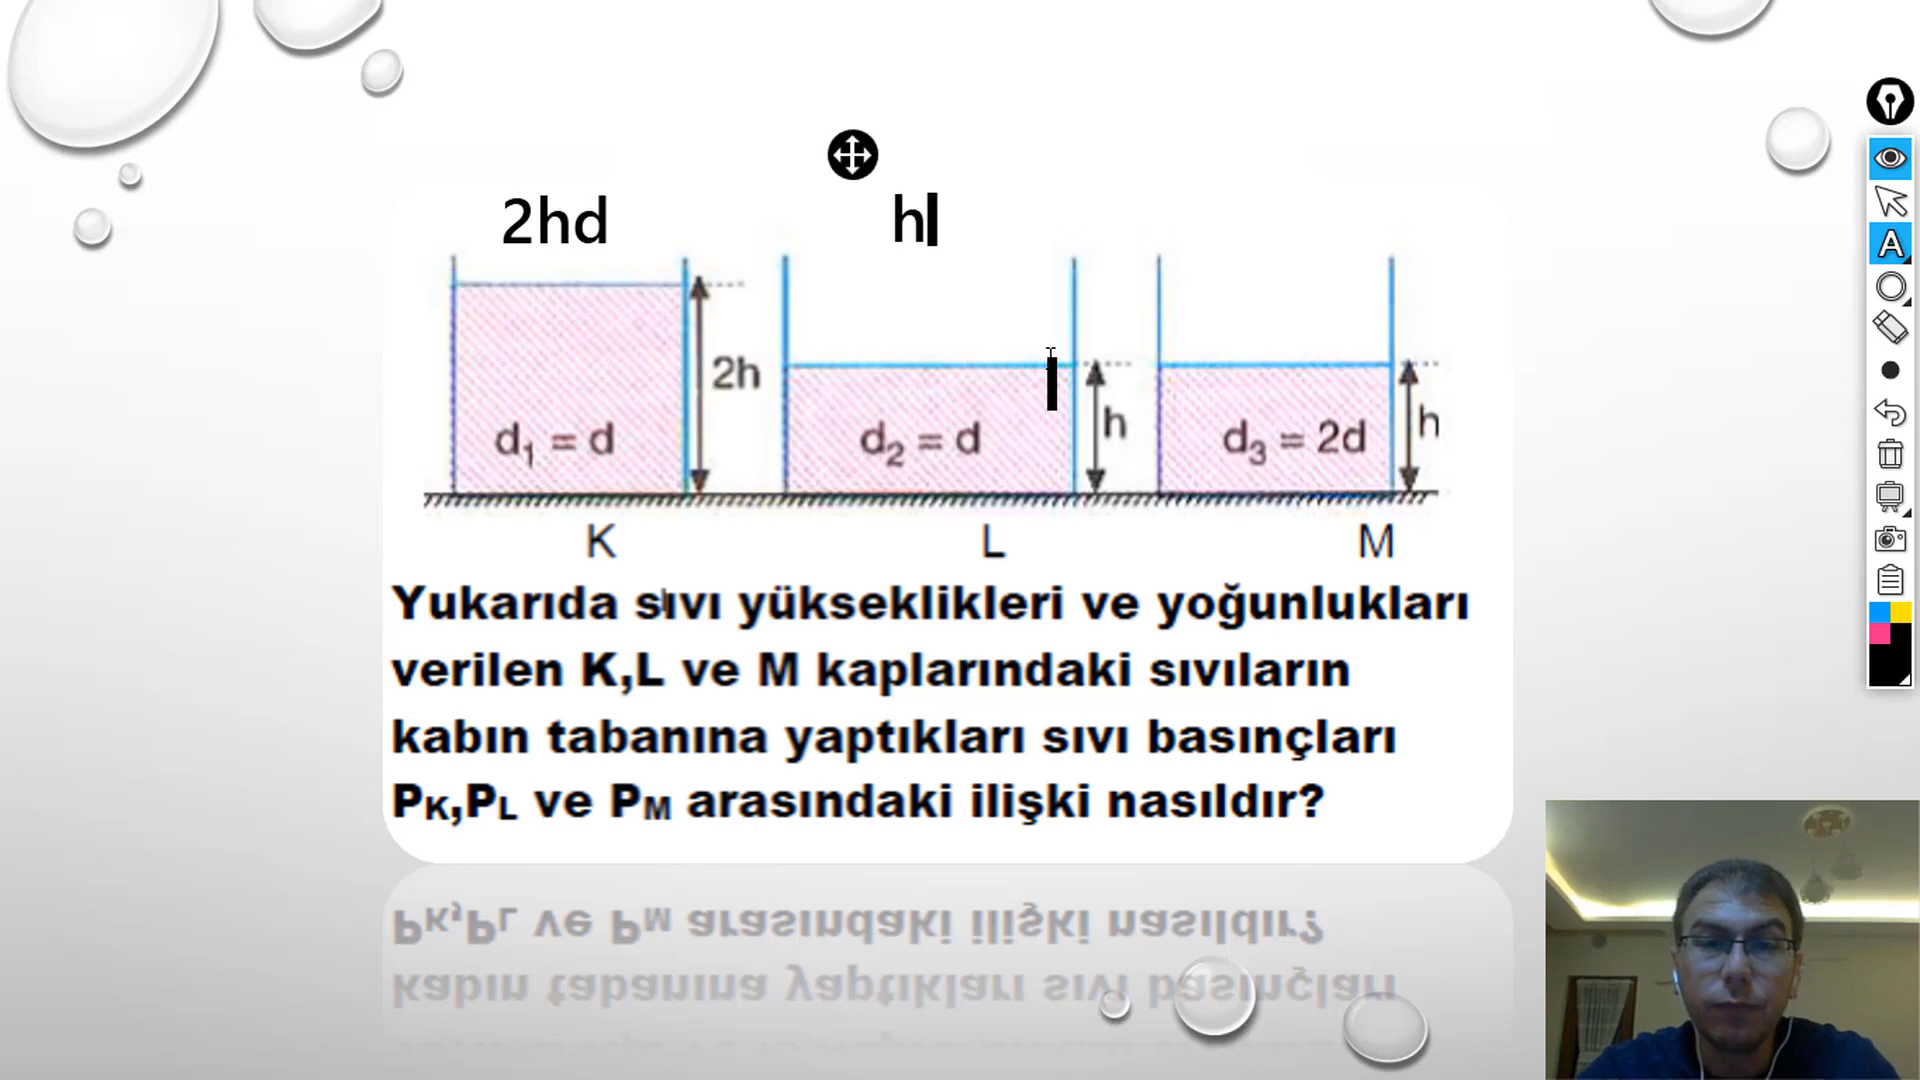 2hd
h
2h
h
h
d₁ = d
d₂ = d
d₃ = 2d
K
L
M
Yukarıda sıvı yükseklikleri ve yoğunlukları
verilen K,L ve M kaplarındaki sıvıların
kabın tabanına yaptıkları sıvı basınçları
PK,PL ve PM arasındaki ilişki nasıldır?
A